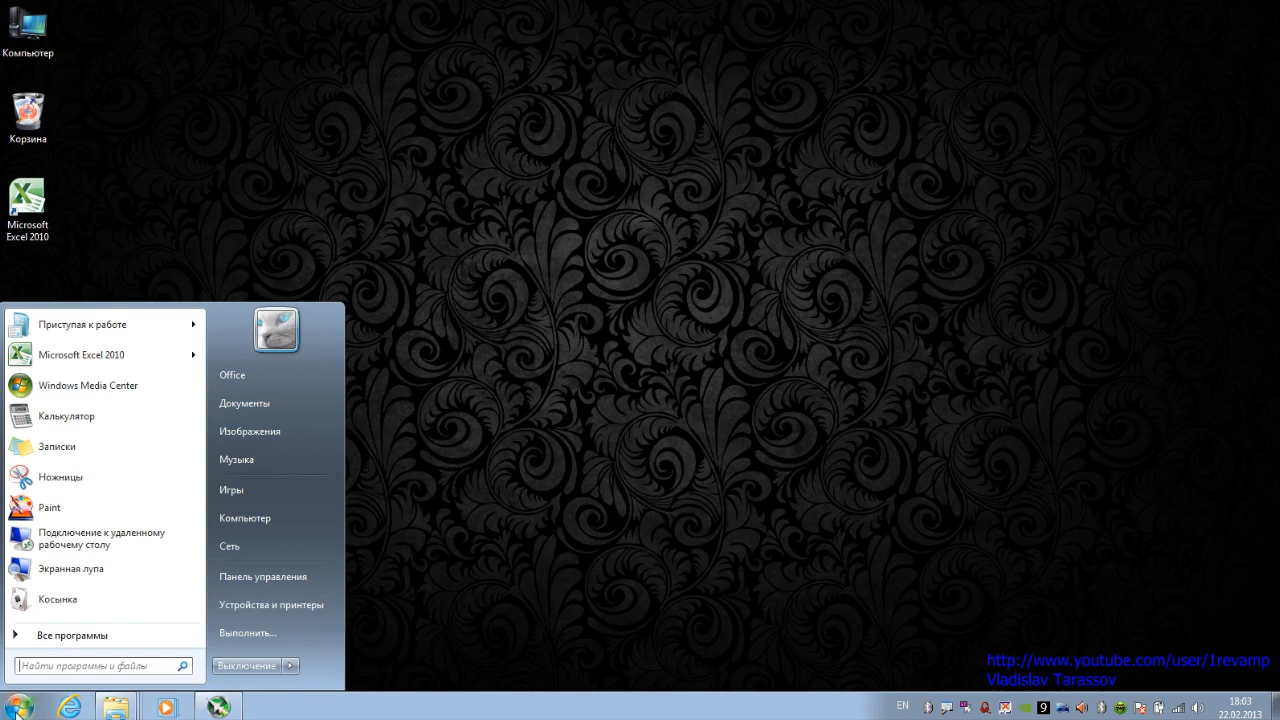 Компьютер
Корзина
Microsoft
Excel 2010
Приступая к работе
Microsoft Excel 2010
Windows Media Center
Калькулятор
Записки
Ножницы
Paint
Подключение к удаленному
рабочему столу
Экранная лупа
Косынка
Все программы
Найти программы и файлы
Office
Документы
Изображения
Музыка
Игры
Компьютер
Сеть
Панель управления
Устройства и принтеры
Выполнить...
Выключение
http://www.youtube.com/user/1revamp
Vladislav Tarassov
EN
9
18:03
22.02.2013